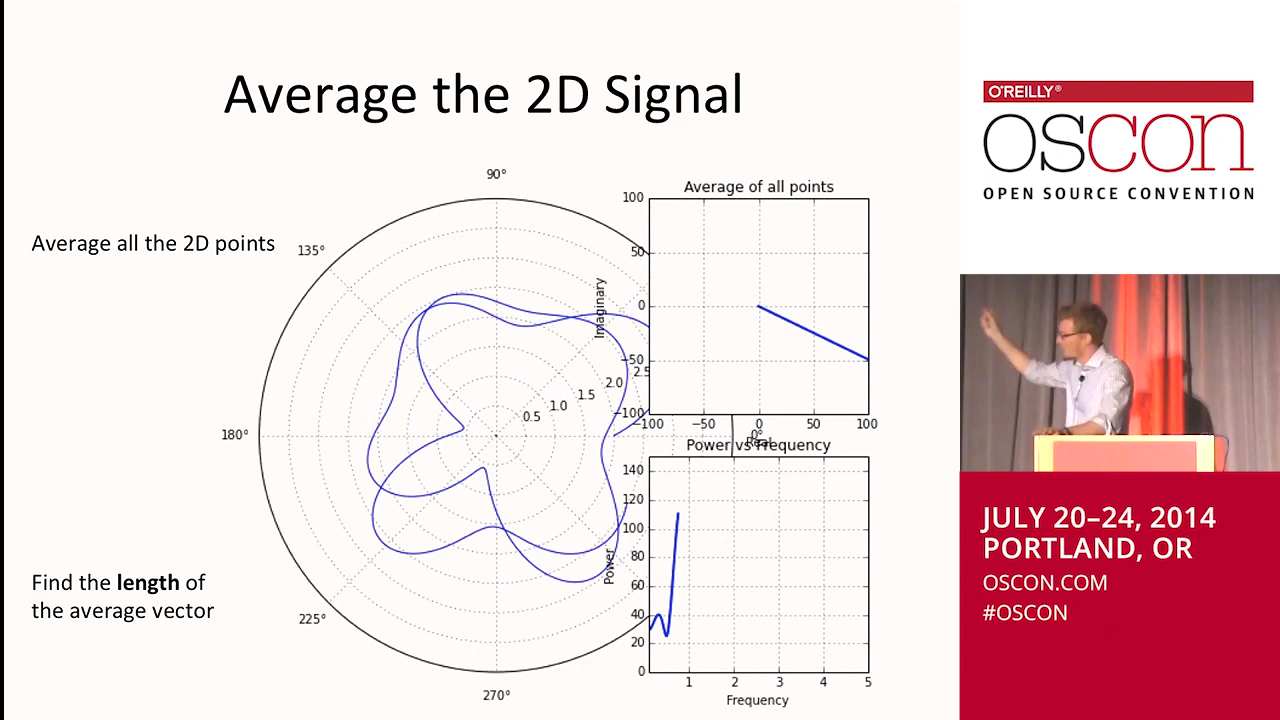 Average the 2D Signal
Average all the 2D points
90°
135°
180°
225°
270°
0°
0.5
1.0
1.5
2.0
2.5
Average of all points
Imaginary
100
50
0
−50
−100
−100 −50 0 50 100
Real
Power vs Frequency
Power
140
120
100
80
60
40
20
0
1 2 3 4 5
Frequency
Find the length of
the average vector
O'REILLY®
OSCON
OPEN SOURCE CONVENTION
JULY 20–24, 2014
PORTLAND, OR
OSCON.COM
#OSCON